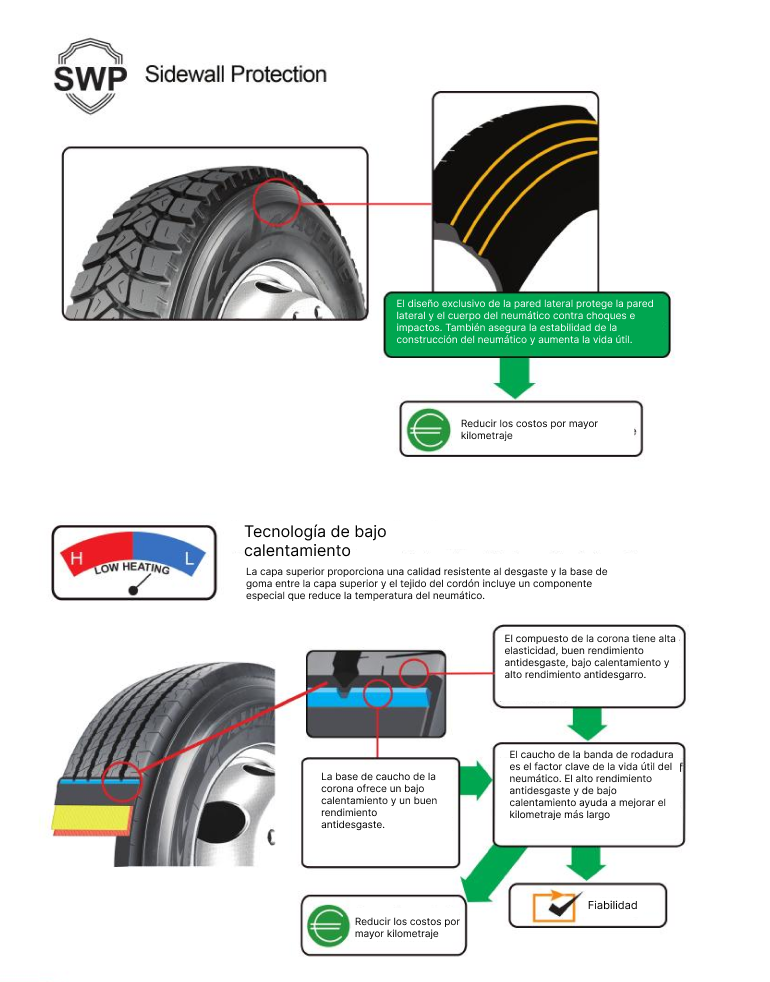 SWP
Sidewall Protection
AUFINE
El diseño exclusivo de la pared lateral protege la pared
lateral y el cuerpo del neumático contra choques e
impactos. También asegura la estabilidad de la
construcción del neumático y aumenta la vida útil.
Reducir los costos por mayor
kilometraje
H
L
LOW HEATING
Tecnología de bajo
calentamiento
La capa superior proporciona una calidad resistente al desgaste y la base de
goma entre la capa superior y el tejido del cordón incluye un componente
especial que reduce la temperatura del neumático.
El compuesto de la corona tiene alta
elasticidad, buen rendimiento
antidesgaste, bajo calentamiento y
alto rendimiento antidesgarro.
El caucho de la banda de rodadura
es el factor clave de la vida útil del
neumático. El alto rendimiento
antidesgaste y de bajo
calentamiento ayuda a mejorar el
kilometraje más largo
La base de caucho de la
corona ofrece un bajo
calentamiento y un buen
rendimiento
antidesgaste.
Fiabilidad
Reducir los costos por
mayor kilometraje